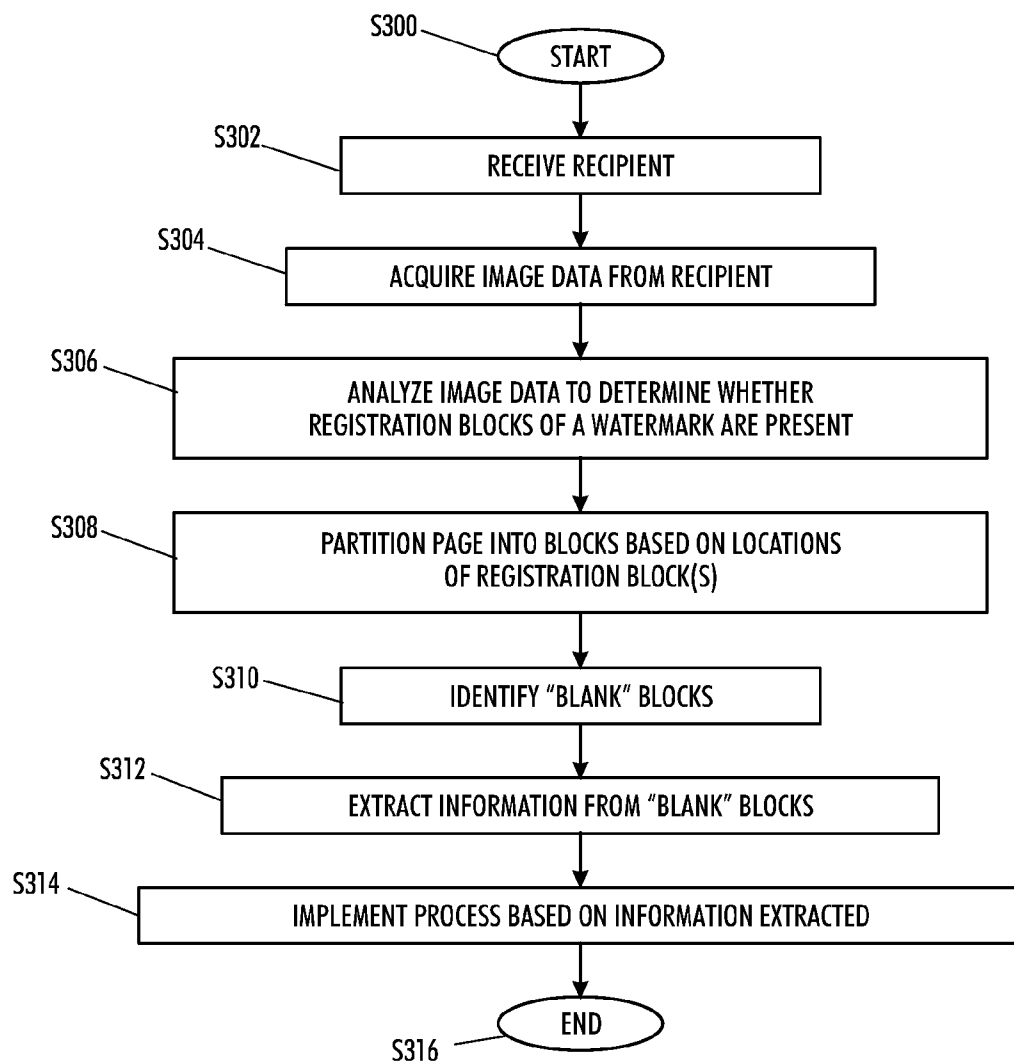 S300
START
S302
RECEIVE RECIPIENT
S304
ACQUIRE IMAGE DATA FROM RECIPIENT
S306
ANALYZE IMAGE DATA TO DETERMINE WHETHER
REGISTRATION BLOCKS OF A WATERMARK ARE PRESENT
S308
PARTITION PAGE INTO BLOCKS BASED ON LOCATIONS
OF REGISTRATION BLOCK(S)
S310
IDENTIFY “BLANK” BLOCKS
S312
EXTRACT INFORMATION FROM “BLANK” BLOCKS
S314
IMPLEMENT PROCESS BASED ON INFORMATION EXTRACTED
END
S316